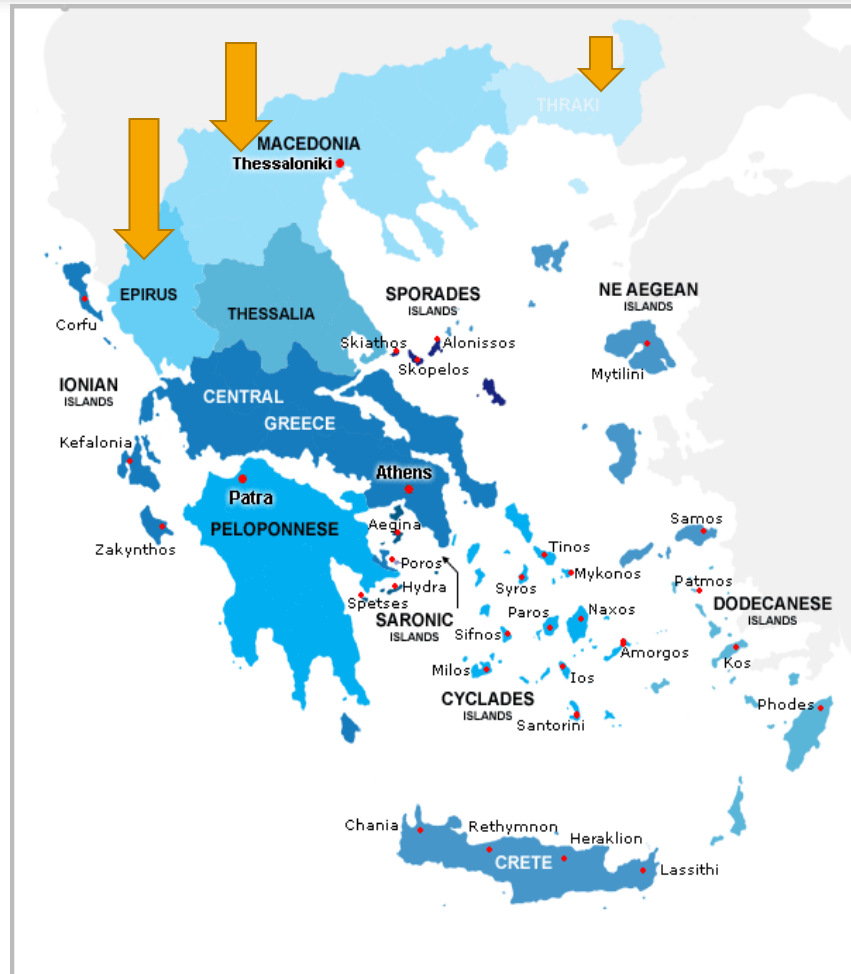 THRAKI
MACEDONIA
Thessaloniki
EPIRUS
THESSALIA
Corfu
SPORADES
ISLANDS
NE AEGEAN
ISLANDS
Skiathos
Alonissos
Skopelos
Mytilini
IONIAN
ISLANDS
CENTRAL
GREECE
Kefalonia
Athens
Patra
PELOPONNESE
Zakynthos
Aegina
Samos
Poros
Tinos
Mykonos
Hydra
Syros
Patmos
Spetses
SARONIC
ISLANDS
Paros
Naxos
DODECANESE
ISLANDS
Sifnos
Amorgos
Kos
Milos
Ios
CYCLADES
ISLANDS
Santorini
Phodes
Chania
Rethymnon
Heraklion
CRETE
Lassithi